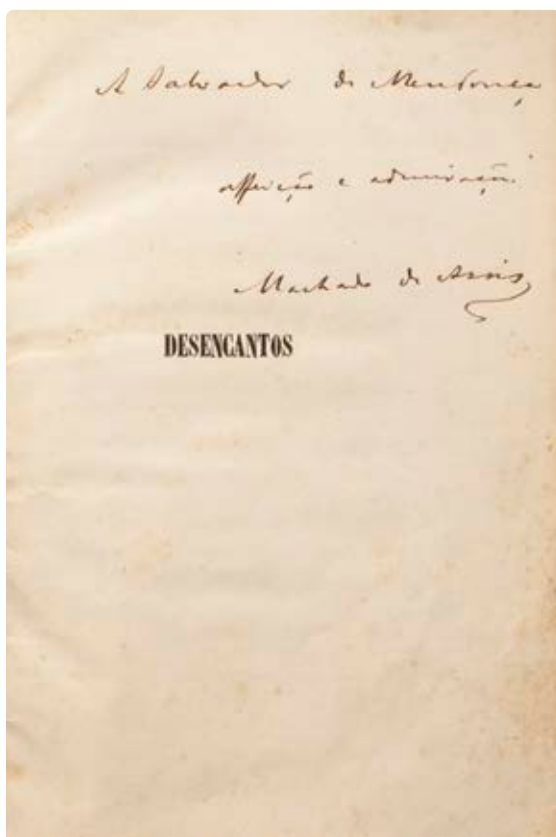 A Salvador de Mendonça
affeição e admiração.
Machado de Assis
DESENCANTOS